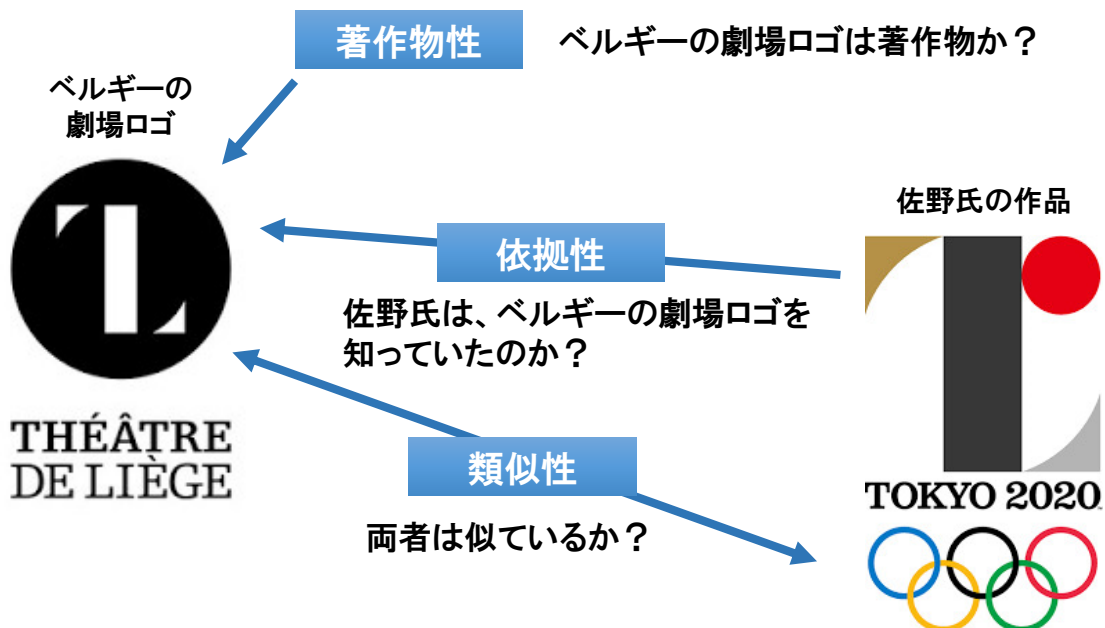 著作物性
ベルギーの劇場ロゴは著作物か？
ベルギーの
劇場ロゴ
THÉÂTRE
DE LIÈGE
依拠性
佐野氏は、ベルギーの劇場ロゴを
知っていたのか？
類似性
両者は似ているか？
佐野氏の作品
TOKYO 2020